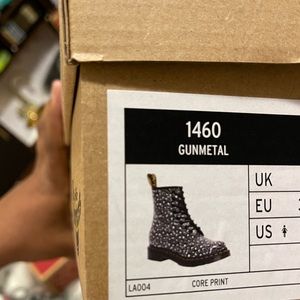 1460
GUNMETAL
UK
EU
US
LA004
CORE PRINT